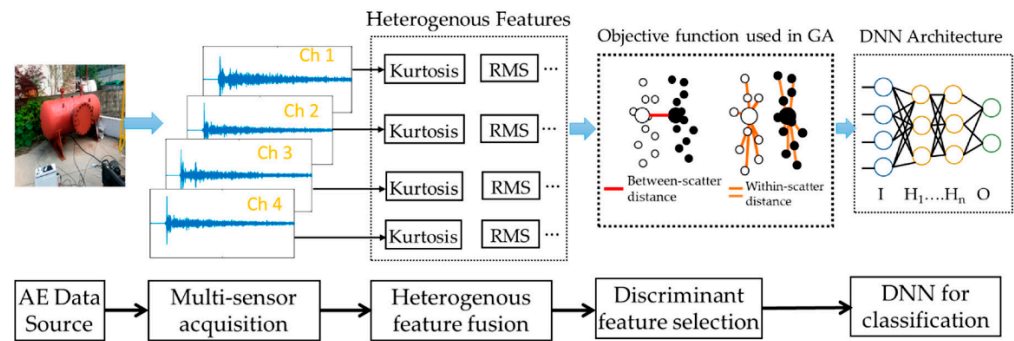 Heterogenous Features
Objective function used in GA
DNN Architecture
Ch 1
Kurtosis RMS ...
Ch 2
Kurtosis RMS ...
Ch 3
Kurtosis RMS ...
Ch 4
Kurtosis RMS ...
Between-scatter
distance
Within-scatter
distance
I H1....Hn O
AE Data
Source
Multi-sensor
acquisition
Heterogenous
feature fusion
Discriminant
feature selection
DNN for
classification